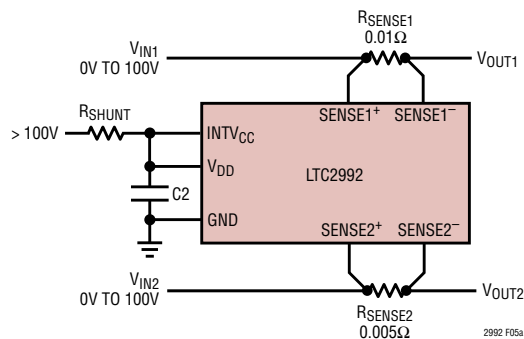 RSENSE1
0.01Ω
VIN1
0V TO 100V
VOUT1
RSHUNT
> 100V
SENSE1+ SENSE1–
INTVCC
VDD
LTC2992
C2
GND
SENSE2+ SENSE2–
VIN2
0V TO 100V
VOUT2
RSENSE2
0.005Ω
2992 F05a